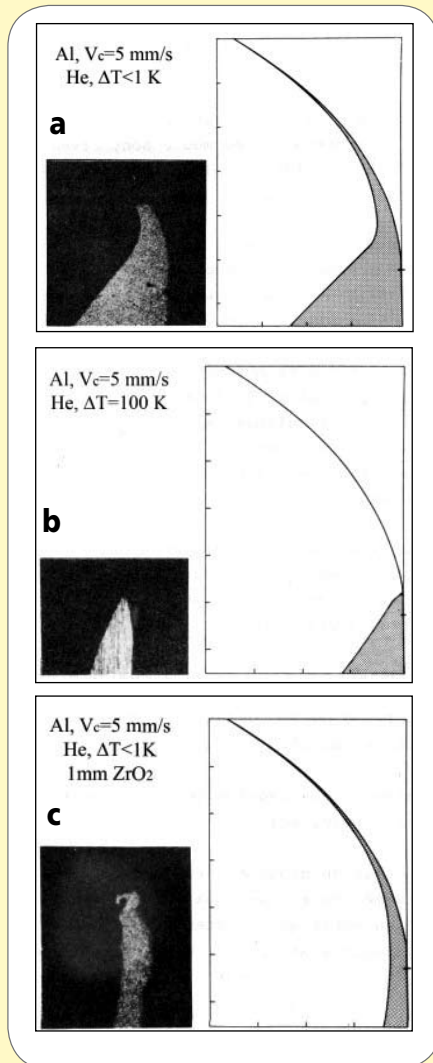 Al, Vc=5 mm/s
He, ΔT<1 K
a
Al, Vc=5 mm/s
He, ΔT=100 K
b
Al, Vc=5 mm/s
He, ΔT<1K
1mm ZrO2
c